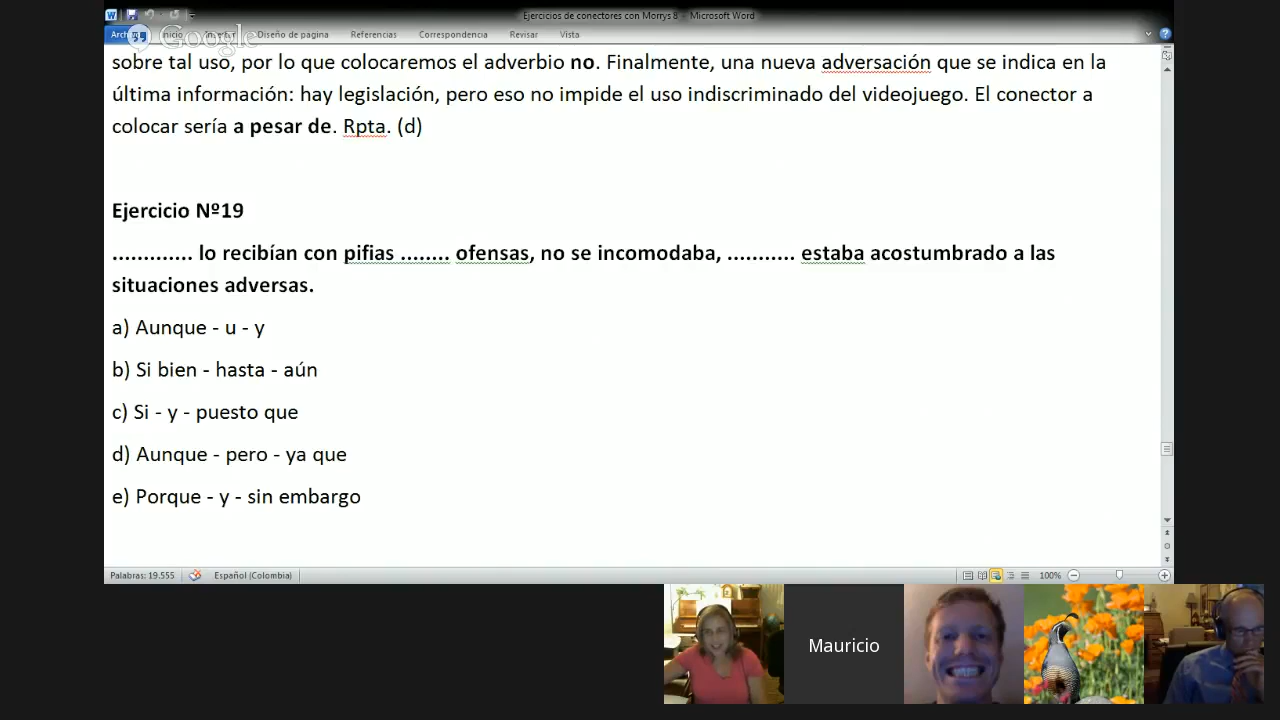 Ejercicios de conectores con Morrys 8 - Microsoft Word
Archivo Inicio Insertar Diseño de página Referencias Correspondencia Revisar Vista
Google
sobre tal uso, por lo que colocaremos el adverbio no. Finalmente, una nueva adversación que se indica en la
última información: hay legislación, pero eso no impide el uso indiscriminado del videojuego. El conector a
colocar sería a pesar de. Rpta. (d)
Ejercicio Nº19
............. lo recibían con pifias ........ ofensas, no se incomodaba, ........... estaba acostumbrado a las
situaciones adversas.
a) Aunque - u - y
b) Si bien - hasta - aún
c) Si - y - puesto que
d) Aunque - pero - ya que
e) Porque - y - sin embargo
Palabras: 19.555 Español (Colombia) 100%
Mauricio